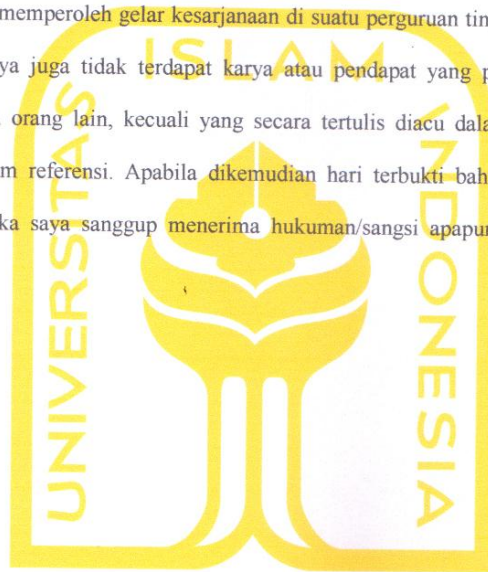 memperoleh gelar kesarjanaan di suatu perguruan tin
ya juga tidak terdapat karya atau pendapat yang p
orang lain, kecuali yang secara tertulis diacu dala
m referensi. Apabila dikemudian hari terbukti bah
ka saya sanggup menerima hukuman/sangsi apapun
UNIVERSITAS
ISLAM
INDONESIA